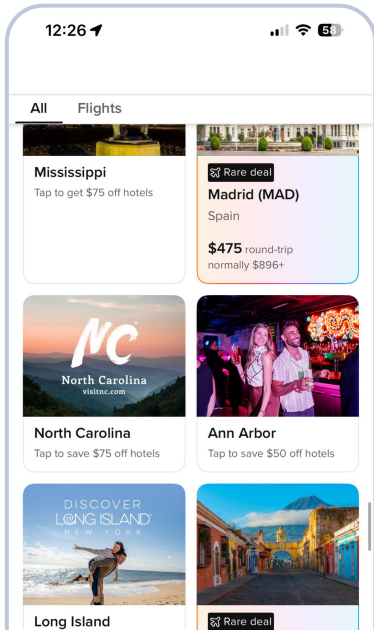 12:26
58
All
Flights
Mississippi
Tap to get $75 off hotels
Rare deal
Madrid (MAD)
Spain
$475 round-trip
normally $896+
NC
North Carolina
visitnc.com
North Carolina
Tap to save $75 off hotels
Ann Arbor
Tap to save $50 off hotels
DISCOVER
LONG ISLAND
NEW YORK
Long Island
Rare deal